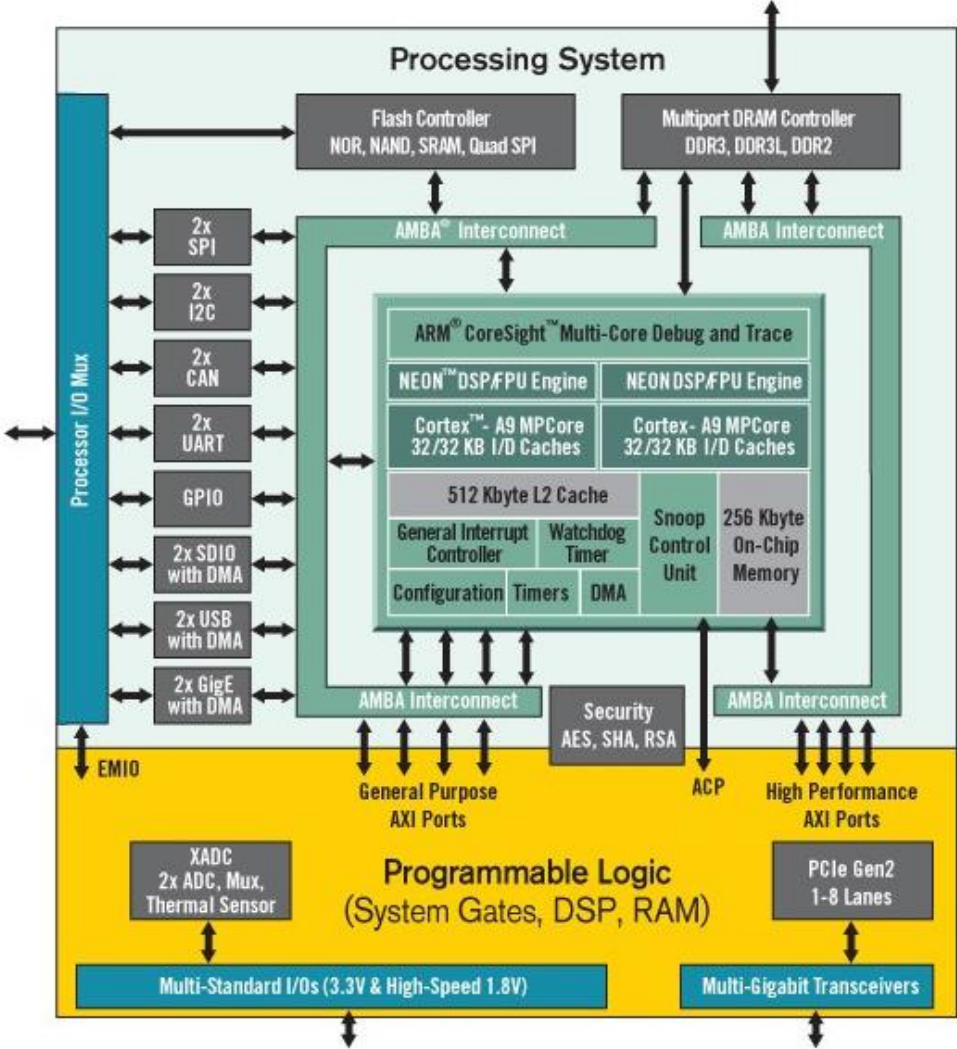 Processing System
Flash Controller
NOR, NAND, SRAM, Quad SPI
Multiport DRAM Controller
DDR3, DDR3L, DDR2
AMBA® Interconnect
AMBA Interconnect
Processor I/O Mux
2x
SPI
2x
I2C
2x
CAN
2x
UART
GPIO
2x SDIO
with DMA
2x USB
with DMA
2x GigE
with DMA
ARM® CoreSight™ Multi-Core Debug and Trace
NEON™ DSP/FPU Engine
NEON DSP/FPU Engine
Cortex™- A9 MPCore
32/32 KB I/D Caches
Cortex- A9 MPCore
32/32 KB I/D Caches
512 Kbyte L2 Cache
General Interrupt
Controller
Watchdog
Timer
Configuration
Timers
DMA
Snoop
Control
Unit
256 Kbyte
On-Chip
Memory
AMBA Interconnect
Security
AES, SHA, RSA
AMBA Interconnect
EMIO
General Purpose
AXI Ports
ACP
High Performance
AXI Ports
XADC
2x ADC, Mux,
Thermal Sensor
Programmable Logic
(System Gates, DSP, RAM)
PCIe Gen2
1-8 Lanes
Multi-Standard I/Os (3.3V & High-Speed 1.8V)
Multi-Gigabit Transceivers